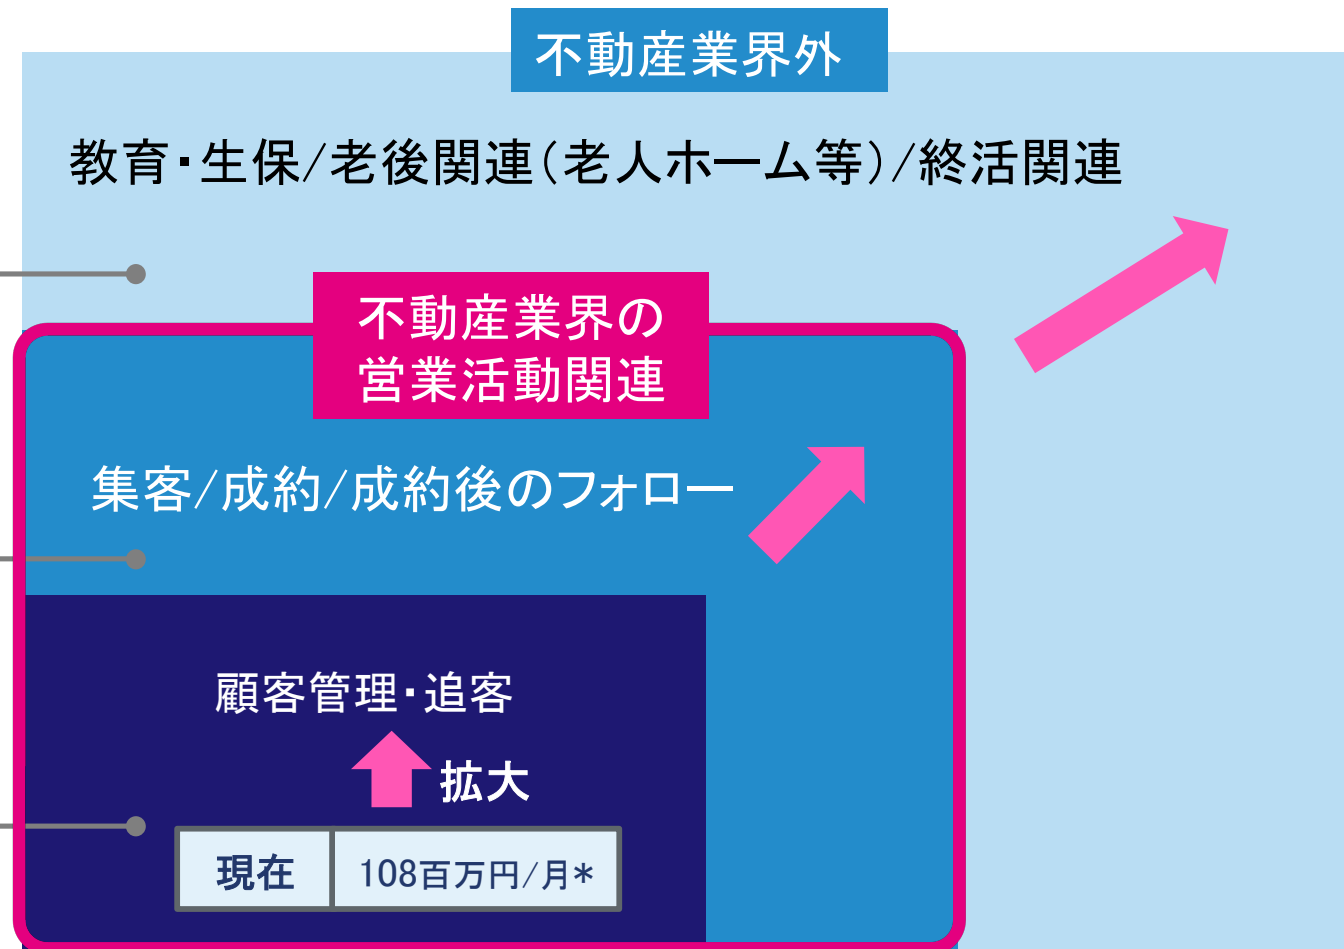 不動産業界外
教育・生保/老後関連(老人ホーム等)/終活関連
不動産業界の
営業活動関連
集客/成約/成約後のフォロー
顧客管理・追客
拡大
現在 108百万円/月*